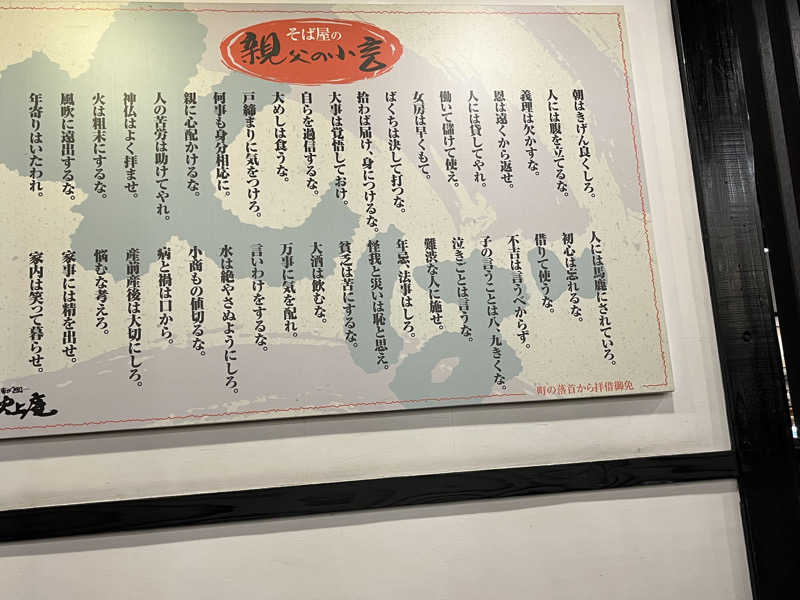 そば屋の
親父の小言
朝はきげん良くしろ。
人には腹を立てるな。
義理は欠かすな。
恩は遠くから返せ。
人には貸してやれ。
働いて儲けて使え。
女房は早くもて。
ばくちは決して打つな。
拾わば届け、身につけるな。
大事は覚悟しておけ。
自らを過信するな。
大めしは食うな。
戸締まりに気をつけろ。
何事も身分相応に。
親に心配かけるな。
人の苦労は助けてやれ。
神仏はよく拝ませ。
火は粗末にするな。
風吹に遠出するな。
年寄りはいたわれ。
人には馬鹿にされていろ。
初心は忘れるな。
借りて使うな。
不吉は言うべからず。
子の言うことは八、九きくな。
泣きことは言うな。
難渋な人に施せ。
年忌、法事はしろ。
怪我と災いは恥と思え。
貧乏は苦にするな。
大酒は飲むな。
万事に気を配れ。
言いわけをするな。
水は絶やさぬようにしろ。
小商もの値切るな。
病と禍は口から。
産前産後は大切にしろ。
悩むな考えろ。
家事には精を出せ。
家内は笑って暮らせ。
町の落首から拝借御免
上庵